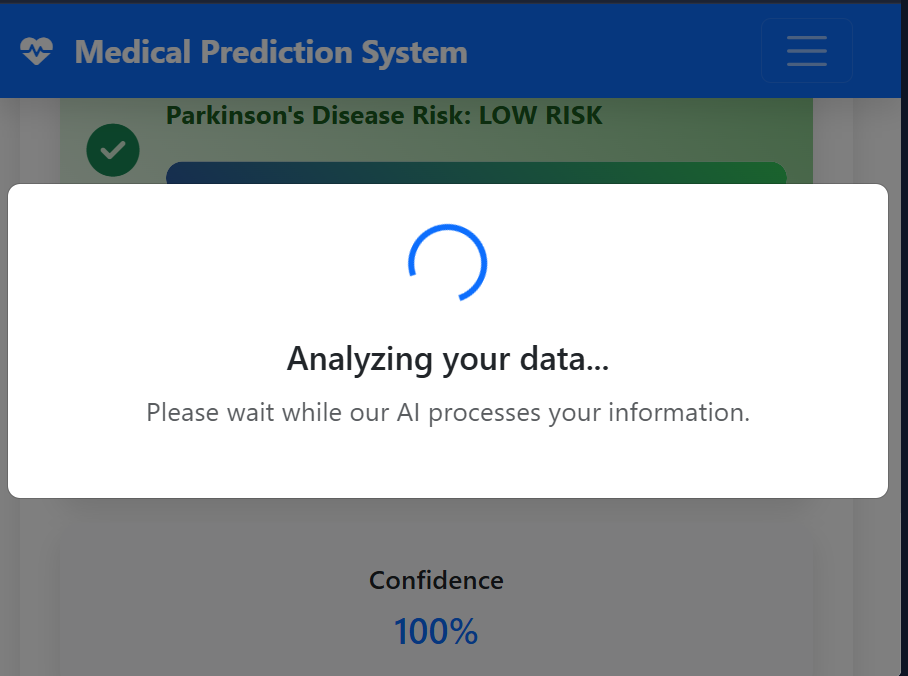 Medical Prediction System
Parkinson's Disease Risk: LOW RISK
Analyzing your data...
Please wait while our AI processes your information.
Confidence
100%